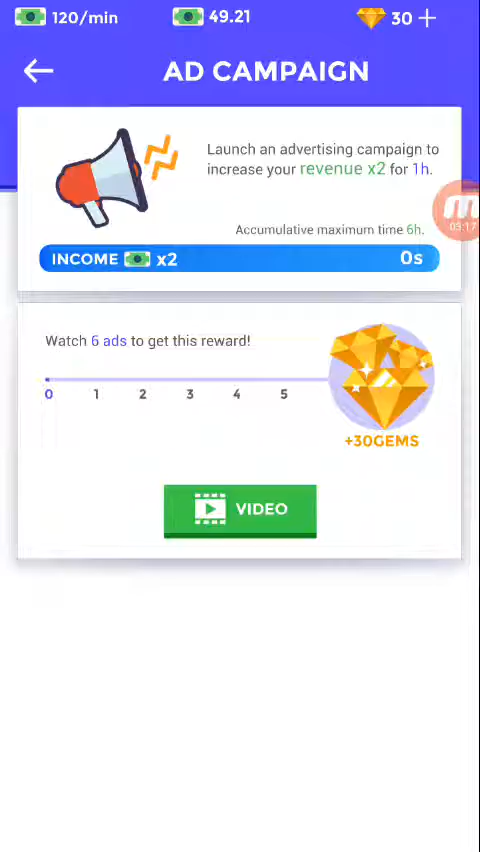 120/min
49.21
30
AD CAMPAIGN
Launch an advertising campaign to
increase your revenue x2 for 1h.
Accumulative maximum time 6h.
INCOME x2
0s
03:17
Watch 6 ads to get this reward!
0 1 2 3 4 5
+30GEMS
VIDEO